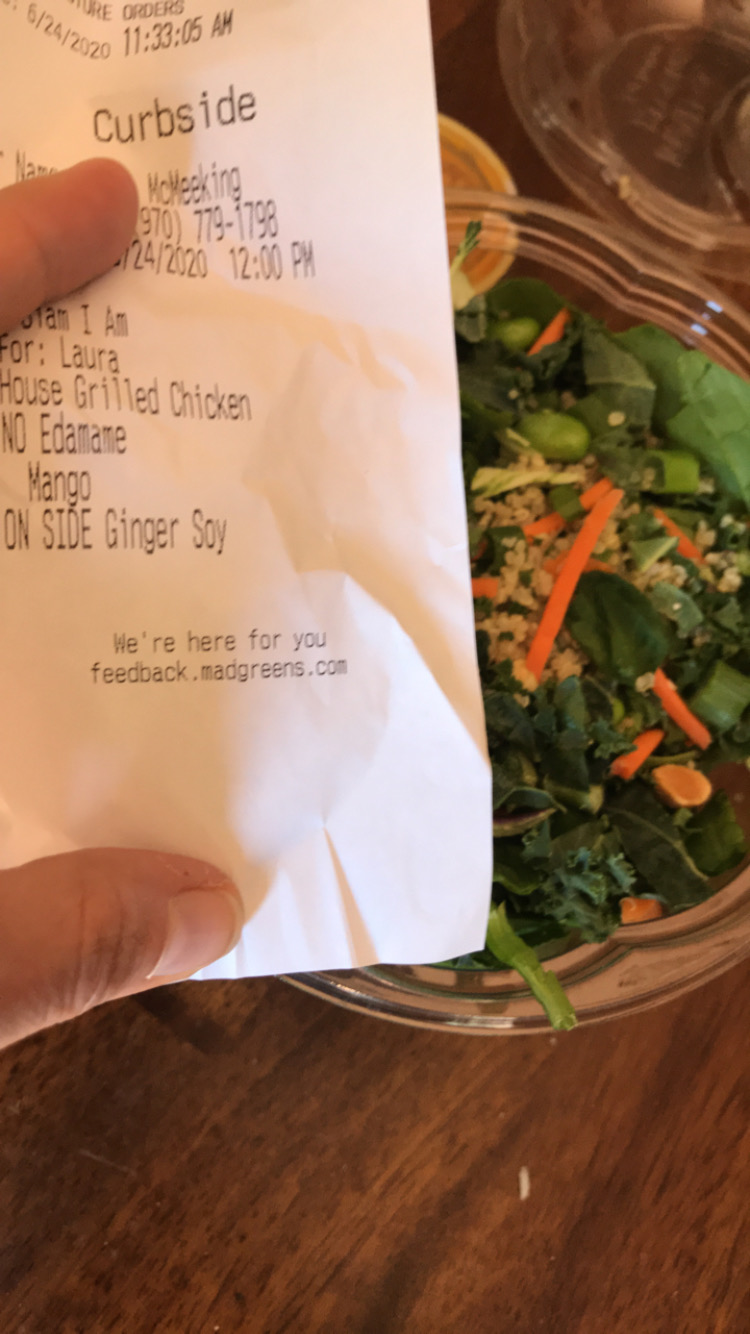 ORDERS
6/24/2020 11:33:05 AM
Curbside
Name
McMeeking
970) 779-1798
/24/2020 12:00 PM
I Am
For: Laura
House Grilled Chicken
NO Edamame
Mango
ON SIDE Ginger Soy
We're here for you
feedback.madgreens.com